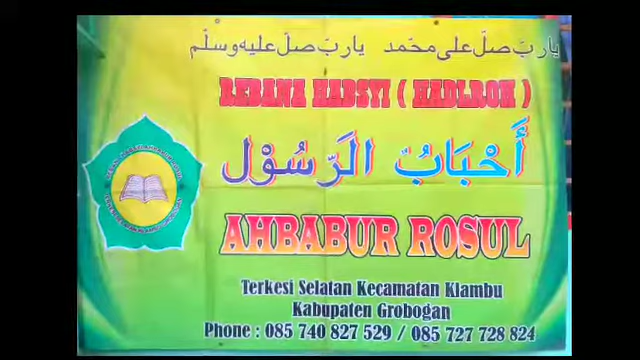 يارب صل على محمد يارب صل عليه وسلم
REBANA HABSYI ( HADLROH )
أَحْبَابُ الرَّسُوْل
AHBABUR ROSUL
Terkesi Selatan Kecamatan Klambu
Kabupaten Grobogan
Phone : 085 740 827 529 / 085 727 728 824